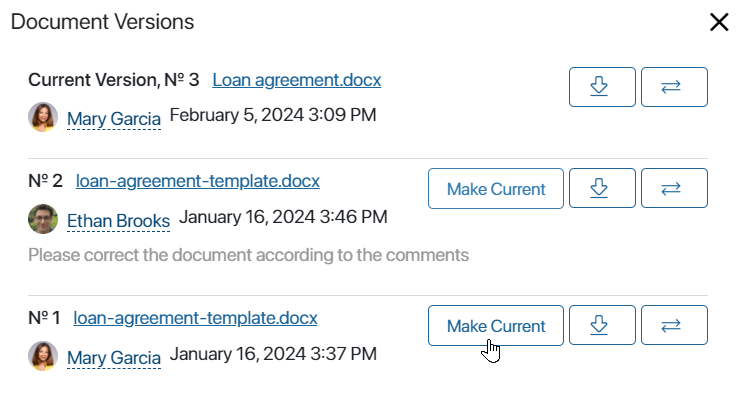 Document Versions
Current Version, № 3 Loan agreement.docx
Mary Garcia February 5, 2024 3:09 PM
№ 2 loan-agreement-template.docx Make Current
Ethan Brooks January 16, 2024 3:46 PM
Please correct the document according to the comments
№ 1 loan-agreement-template.docx Make Current
Mary Garcia January 16, 2024 3:37 PM